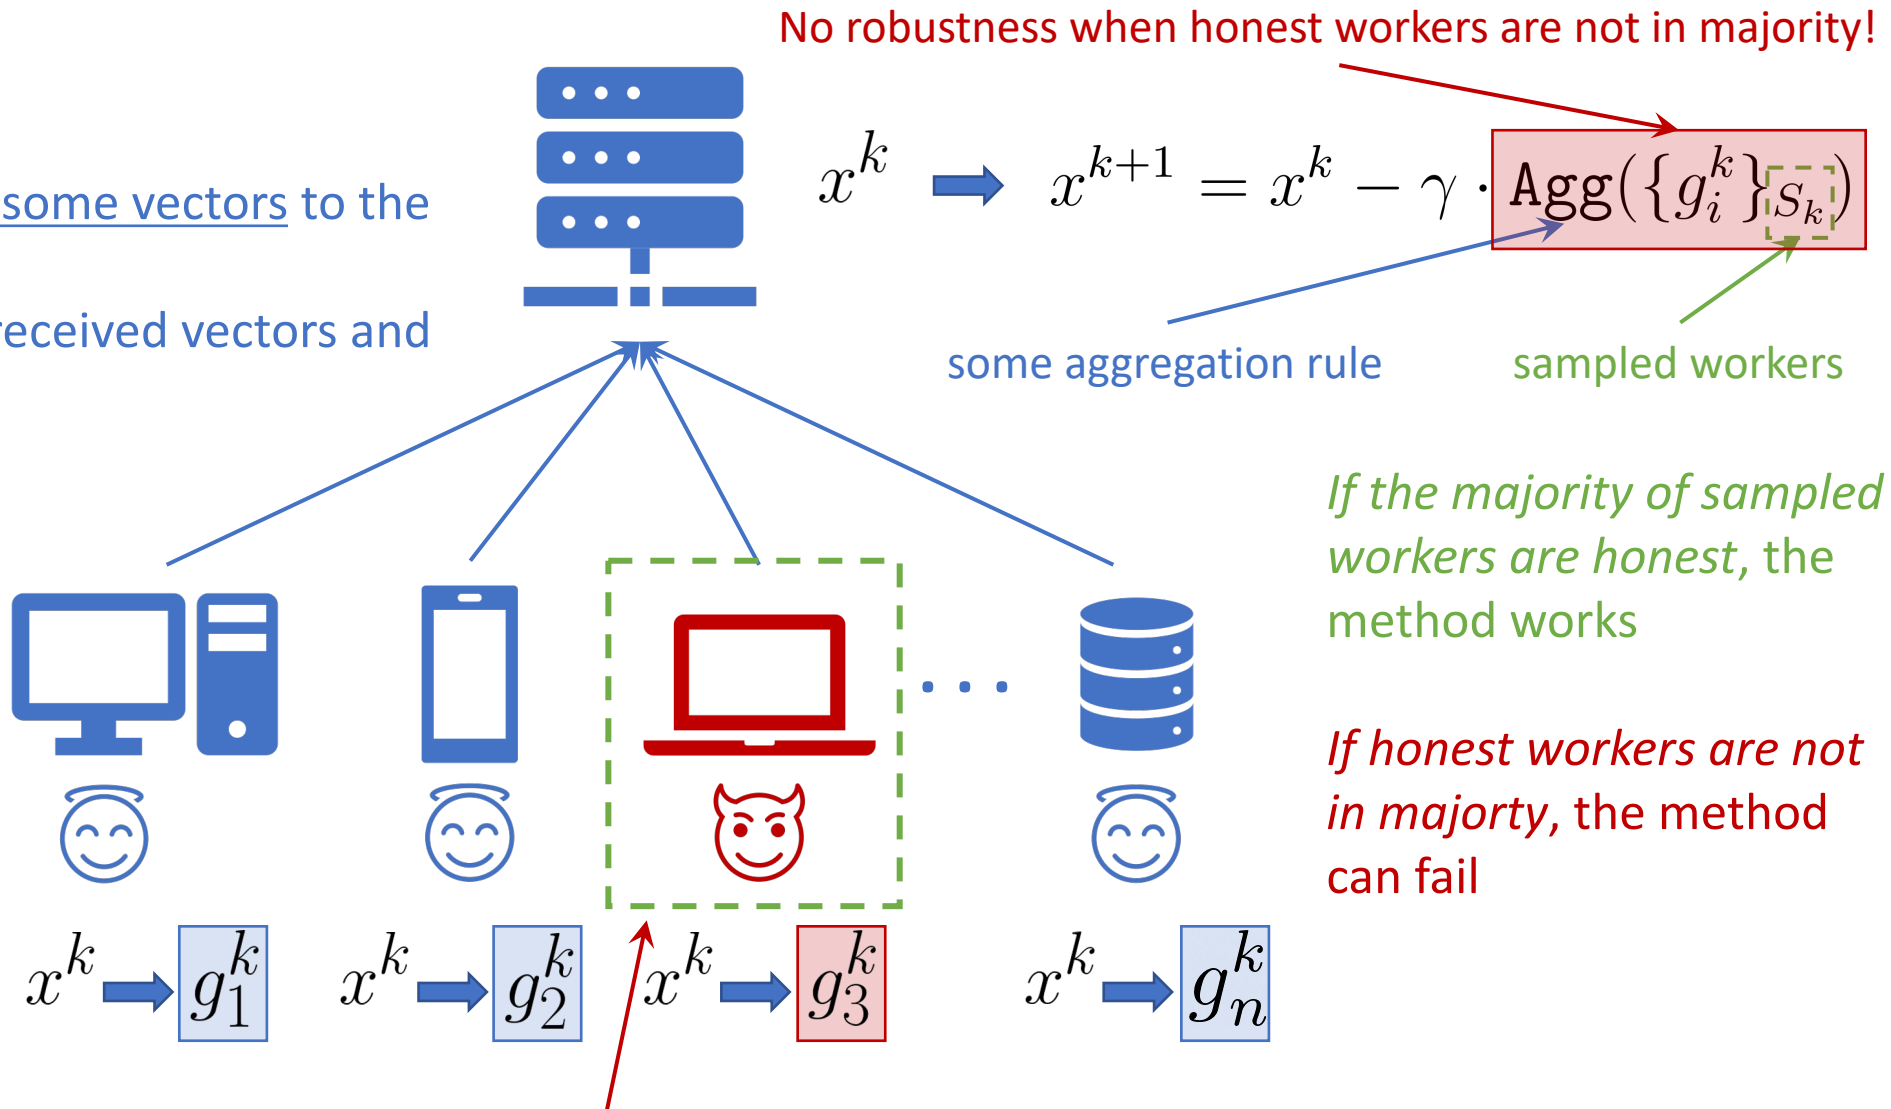 No robustness when honest workers are not in majority!
x^k x^{k+1} = x^k − γ · Agg({g_i^k}_{S_k})
some vectors to the
received vectors and
some aggregation rule
sampled workers
If the majority of sampled
workers are honest, the
method works
If honest workers are not
in majorty, the method
can fail
...
x^k g_1^k
x^k g_2^k
x^k g_3^k
x^k g_n^k